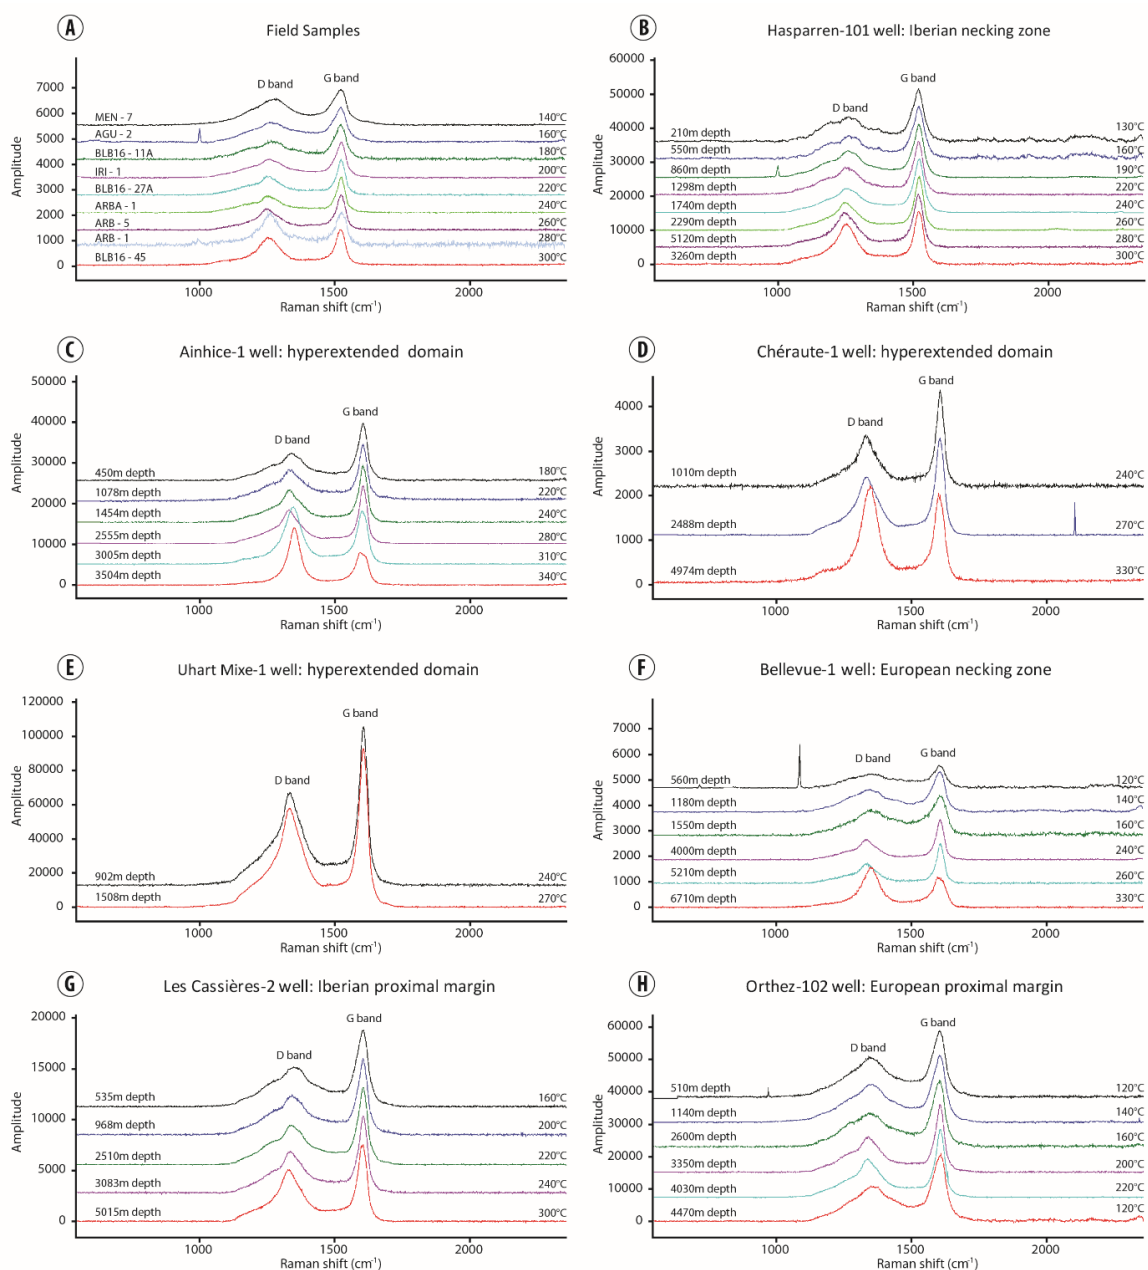 A Field Samples
Amplitude
7000
6000
5000
4000
3000
2000
1000
0
D band
G band
MEN - 7 140°C
AGU - 2 160°C
BLB16 - 11A 180°C
IRI - 1 200°C
BLB16 - 27A 220°C
ARBA - 1 240°C
ARB - 5 260°C
ARB - 1 280°C
BLB16 - 45 300°C
1000 1500 2000
Raman shift (cm-1)
B Hasparren-101 well: Iberian necking zone
Amplitude
60000
50000
40000
30000
20000
10000
0
G band
D band
210m depth 130°C
550m depth 160°C
860m depth 190°C
1298m depth 220°C
1740m depth 240°C
2290m depth 260°C
5120m depth 280°C
3260m depth 300°C
1000 1500 2000
Raman shift (cm-1)
C Ainhice-1 well: hyperextended domain
Amplitude
50000
40000
30000
20000
10000
0
G band
D band
450m depth 180°C
1078m depth 220°C
1454m depth 240°C
2555m depth 280°C
3005m depth 310°C
3504m depth 340°C
1000 1500 2000
Raman shift (cm-1)
D Chéraute-1 well: hyperextended domain
Amplitude
4000
3000
2000
1000
0
G band
D band
1010m depth 240°C
2488m depth 270°C
4974m depth 330°C
1000 1500 2000
Raman shift (cm-1)
E Uhart Mixe-1 well: hyperextended domain
Amplitude
120000
100000
80000
60000
40000
20000
0
G band
D band
902m depth 240°C
1508m depth 270°C
1000 1500 2000
Raman shift (cm-1)
F Bellevue-1 well: European necking zone
Amplitude
7000
6000
5000
4000
3000
2000
1000
0
D band
G band
560m depth 120°C
1180m depth 140°C
1550m depth 160°C
4000m depth 240°C
5210m depth 260°C
6710m depth 330°C
1000 1500 2000
Raman shift (cm-1)
G Les Cassières-2 well: Iberian proximal margin
Amplitude
20000
15000
10000
5000
0
G band
D band
535m depth 160°C
968m depth 200°C
2510m depth 220°C
3083m depth 240°C
5015m depth 300°C
1000 1500 2000
Raman shift (cm-1)
H Orthez-102 well: European proximal margin
Amplitude
60000
50000
40000
30000
20000
10000
0
G band
D band
510m depth 120°C
1140m depth 140°C
2600m depth 160°C
3350m depth 200°C
4030m depth 220°C
4470m depth 120°C
1000 1500 2000
Raman shift (cm-1)